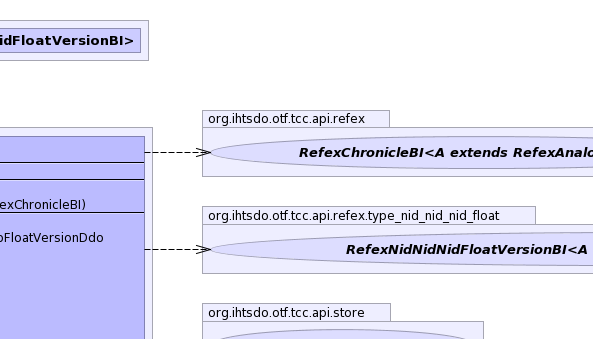 idFloatVersionBI>
org.ihtsdo.otf.tcc.api.refex
RefexChronicleBI<A extends RefexAnalo
exChronicleBI)
org.ihtsdo.otf.tcc.api.refex.type_nid_nid_nid_float
pFloatVersionDdo
RefexNidNidNidFloatVersionBI<A
org.ihtsdo.otf.tcc.api.store